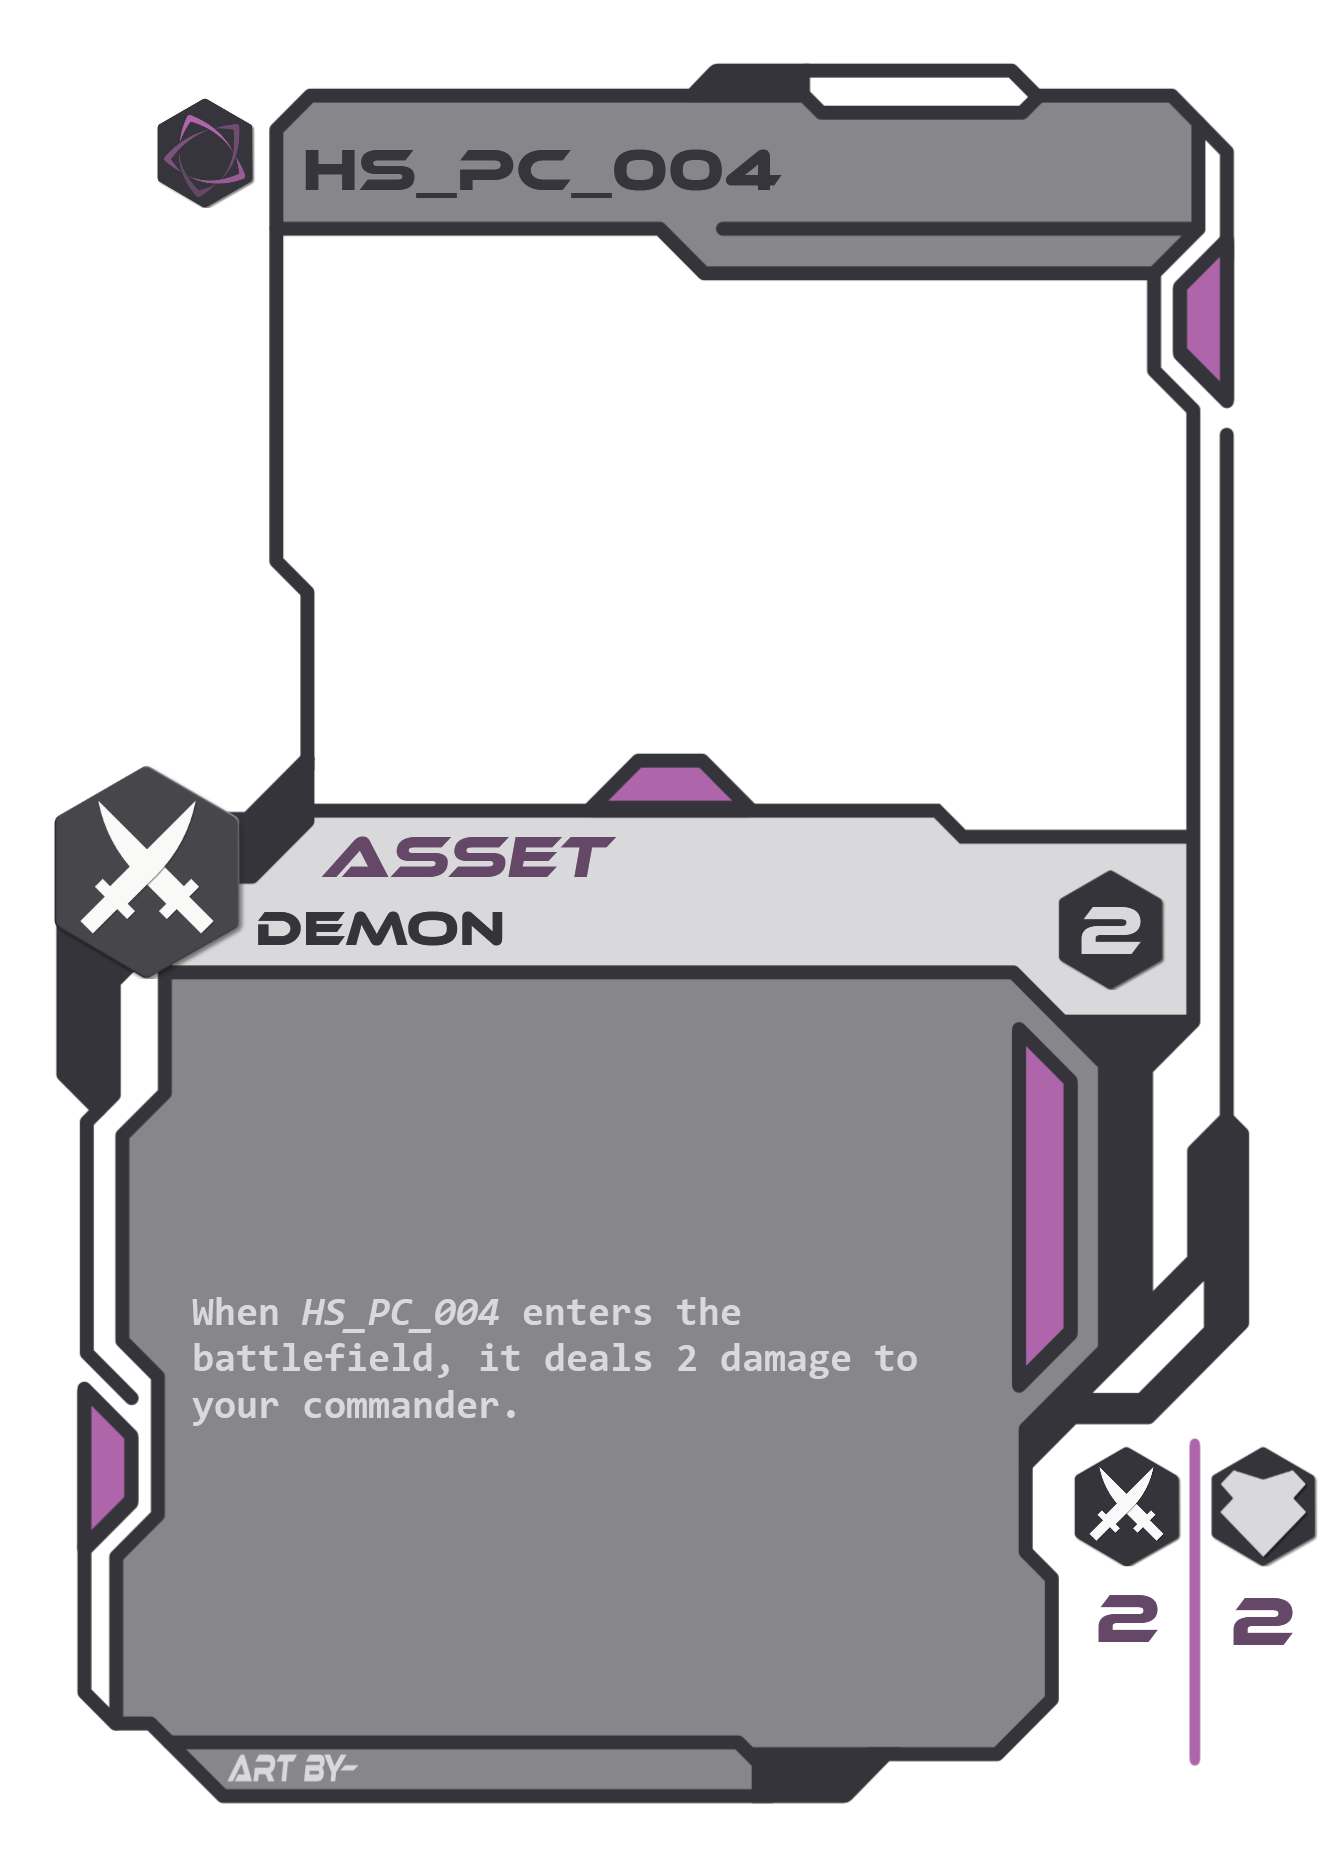 HS_PC_004
ASSET
DEMON
2
When HS_PC_004 enters the
battlefield, it deals 2 damage to
your commander.
2
2
ART BY-